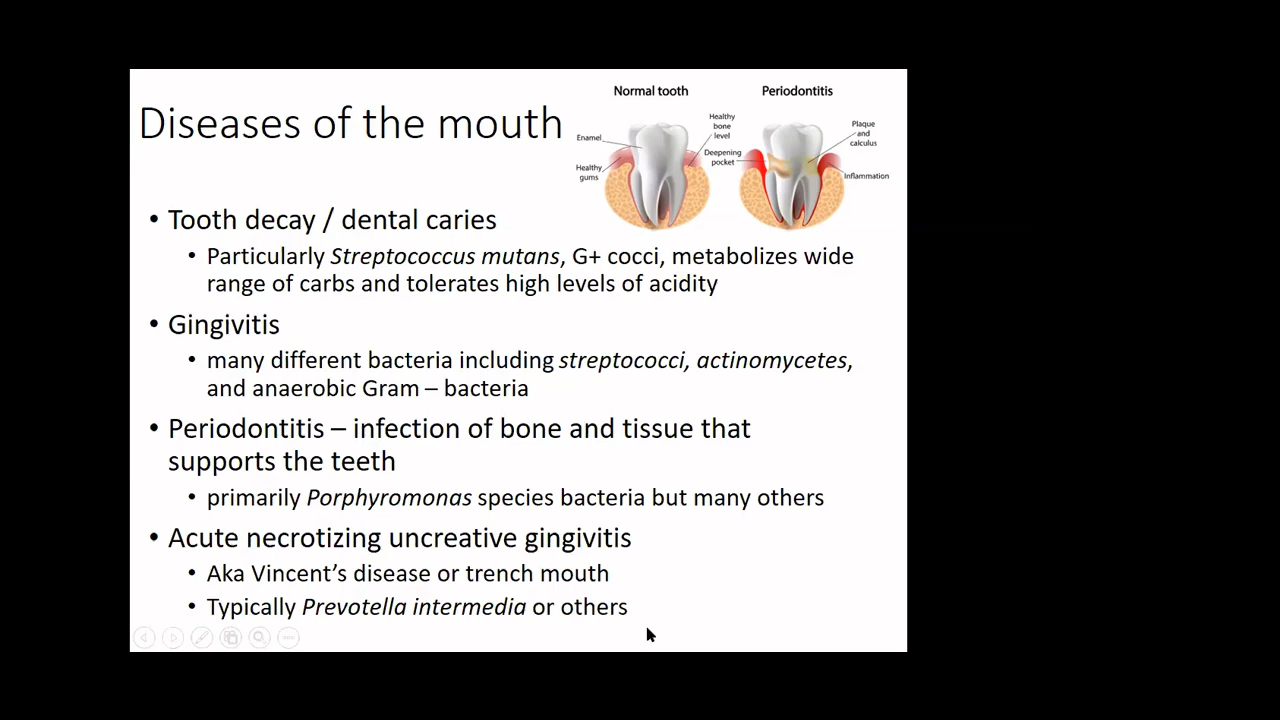 Diseases of the mouth
Normal tooth
Periodontitis
Enamel
Healthy
gums
Healthy
bone
level
Deepening
pocket
Plaque
and
calculus
Inflammation
• Tooth decay / dental caries
• Particularly Streptococcus mutans, G+ cocci, metabolizes wide
range of carbs and tolerates high levels of acidity
• Gingivitis
• many different bacteria including streptococci, actinomycetes,
and anaerobic Gram – bacteria
• Periodontitis – infection of bone and tissue that
supports the teeth
• primarily Porphyromonas species bacteria but many others
• Acute necrotizing uncreative gingivitis
• Aka Vincent’s disease or trench mouth
• Typically Prevotella intermedia or others